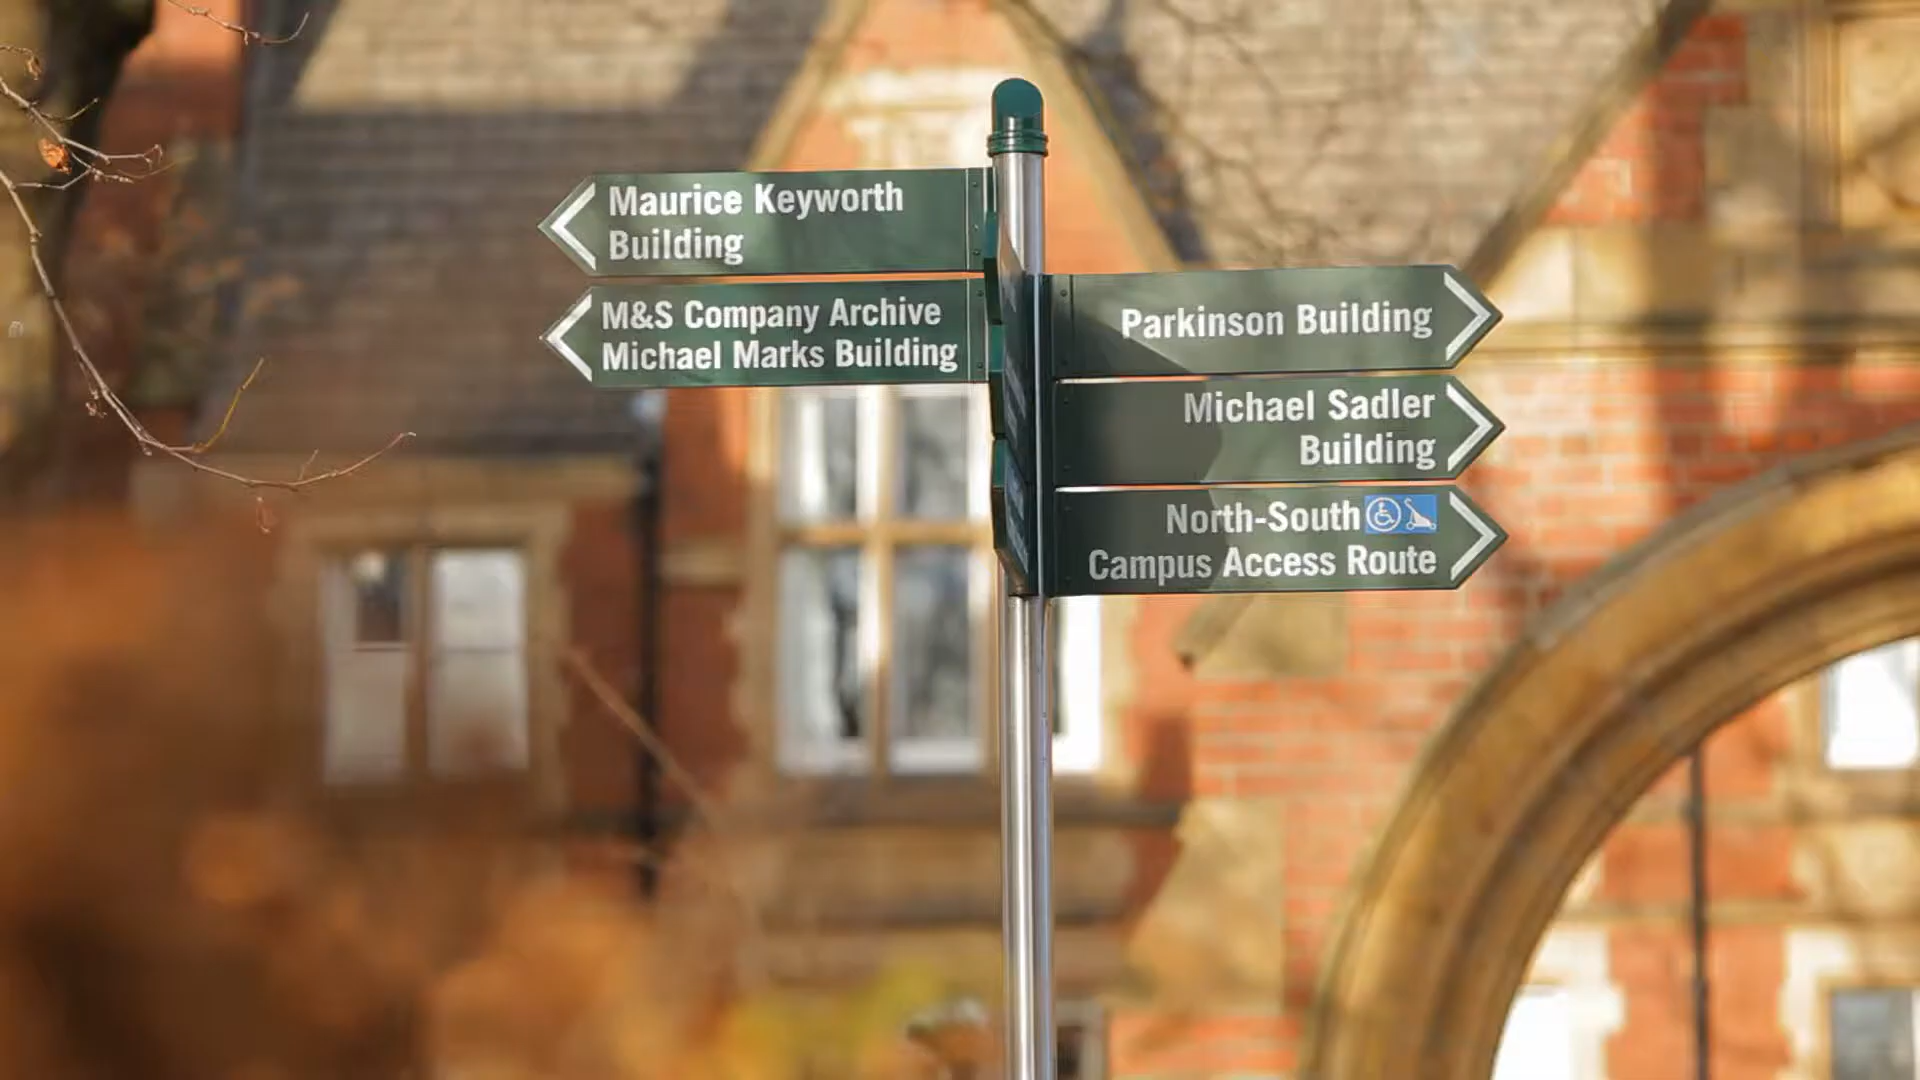 Maurice Keyworth
Building
M&S Company Archive
Michael Marks Building
Parkinson Building
Michael Sadler
Building
North-South
Campus Access Route